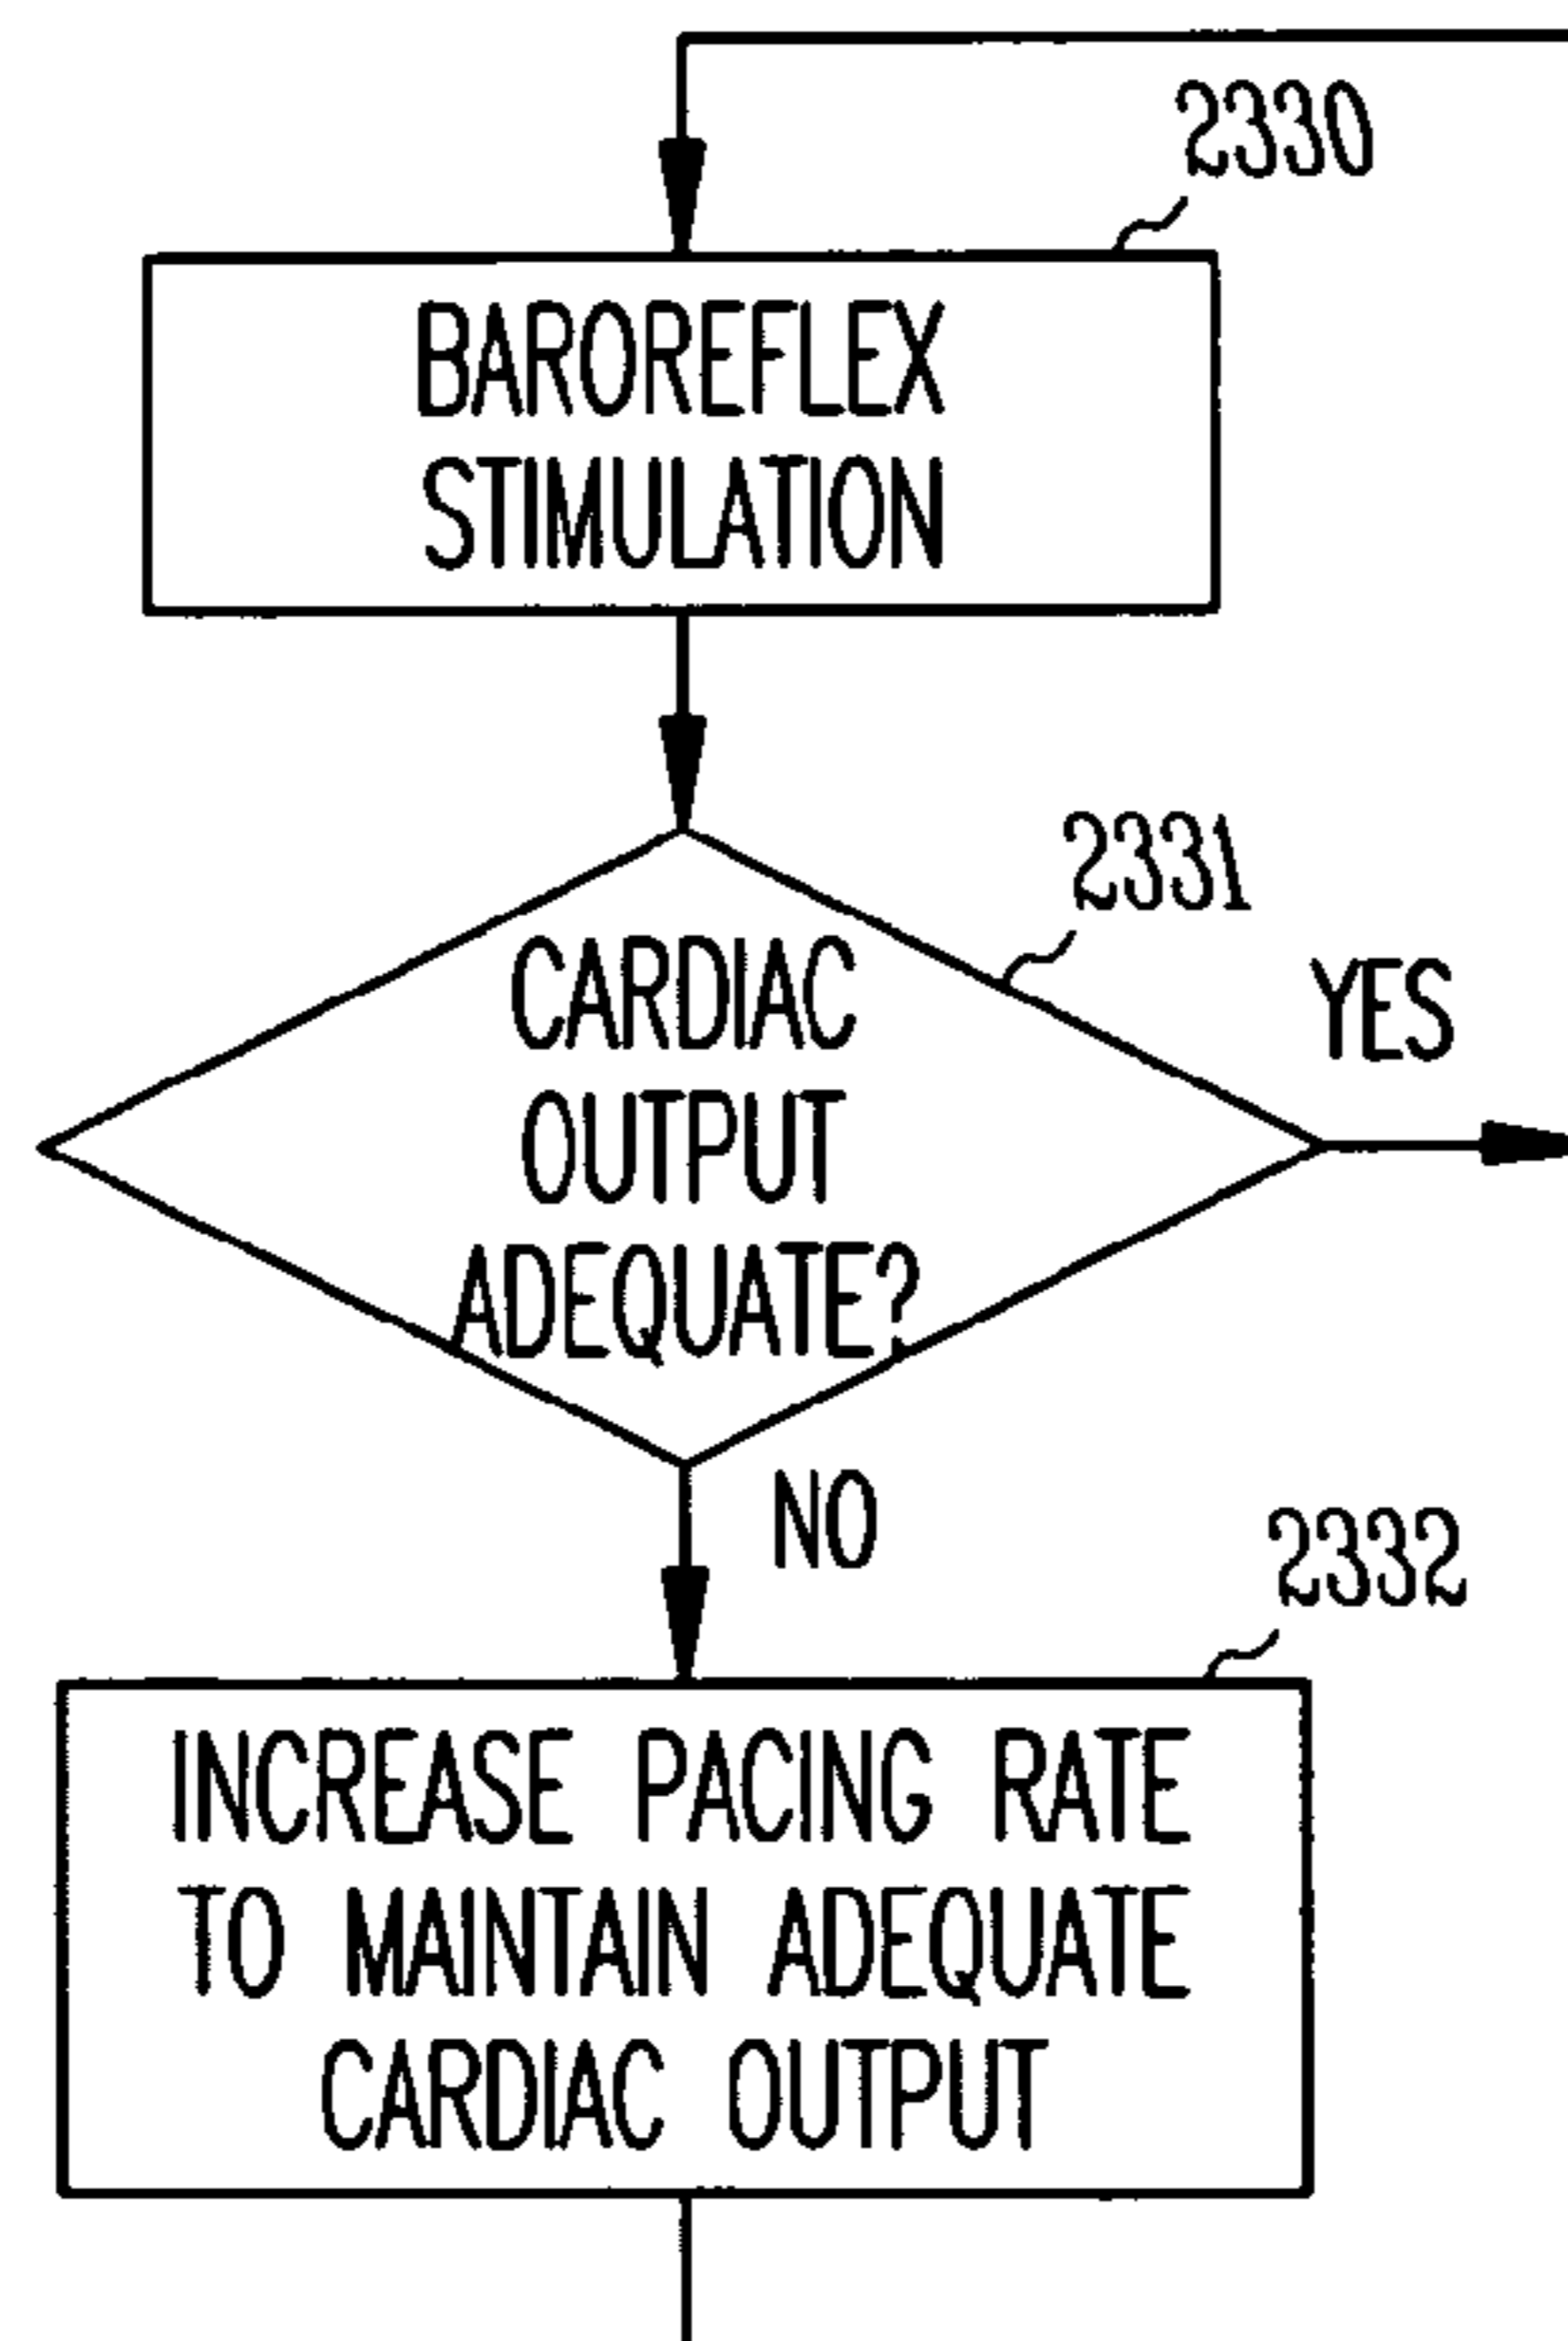 2330
BAROREFLEX
STIMULATION
2331
CARDIAC
OUTPUT
ADEQUATE?
YES
NO
2332
INCREASE PACING RATE
TO MAINTAIN ADEQUATE
CARDIAC OUTPUT